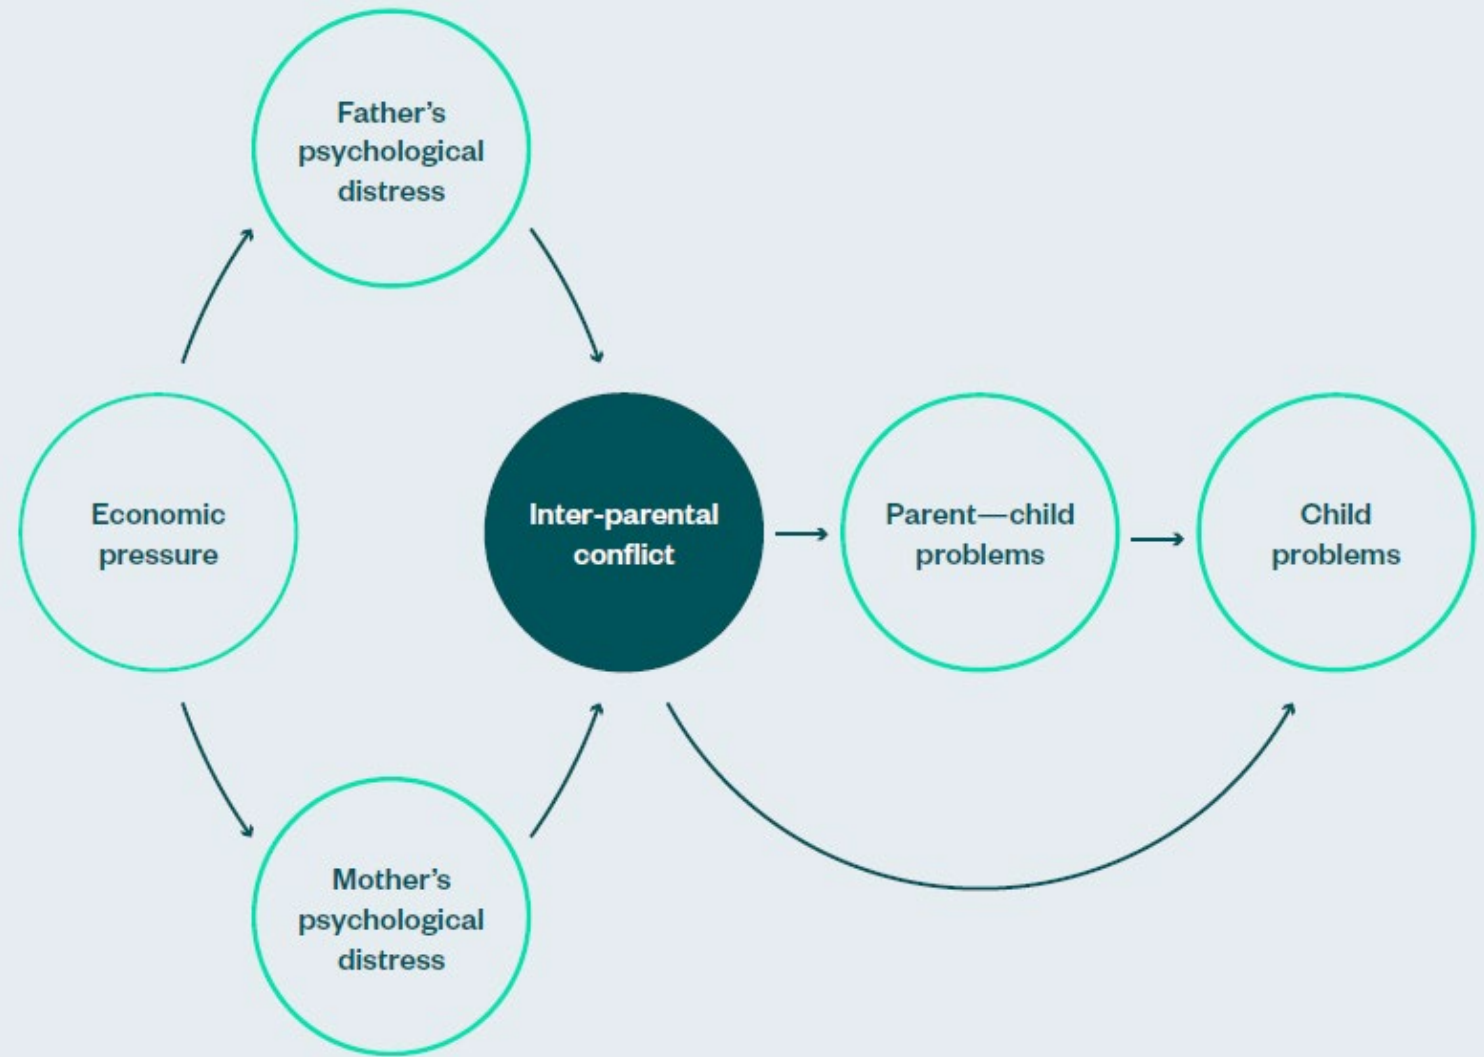 Father’s
psychological
distress
Economic
pressure
Inter-parental
conflict
Parent—child
problems
Child
problems
Mother’s
psychological
distress